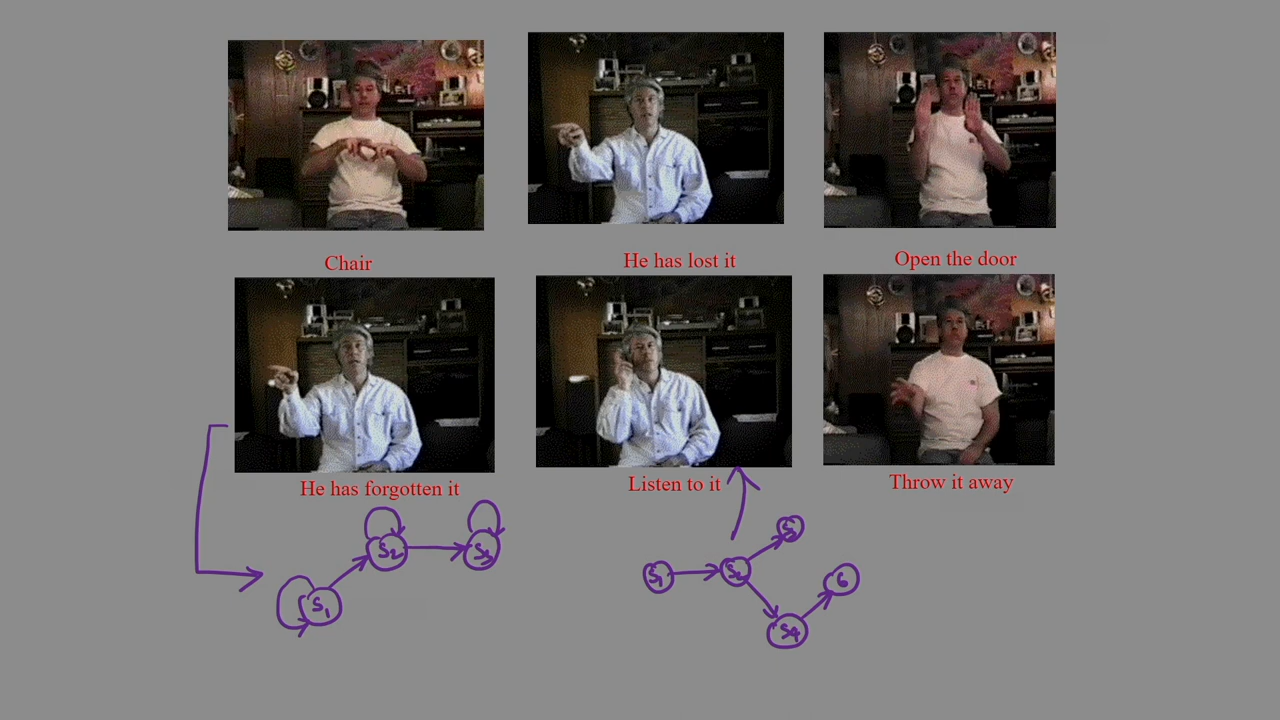 Chair
He has lost it
Open the door
He has forgotten it
Listen to it
Throw it away
S1
S2
S3
S1
S2
S4
6